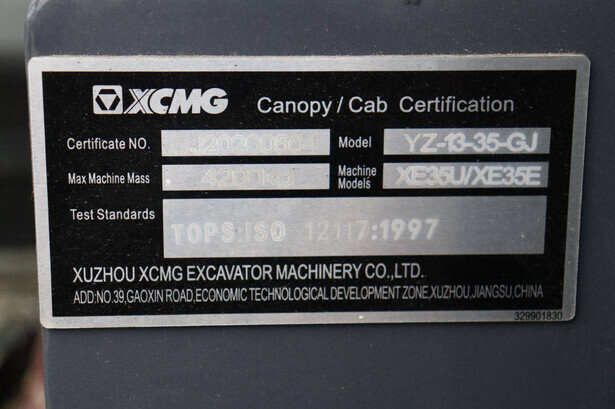 XCMG Canopy / Cab Certification
Certificate NO. Model YZ-13-35-GJ
Max Machine Mass 4200kg Machine Models XE35U/XE35E
Test Standards TOPS:ISO 12117:1997
XUZHOU XCMG EXCAVATOR MACHINERY CO.,LTD.
ADD:NO.39,GAOXIN ROAD,ECONOMIC TECHNOLOGICAL DEVELOPMENT ZONE,XUZHOU,JIANGSU,CHINA
329901830